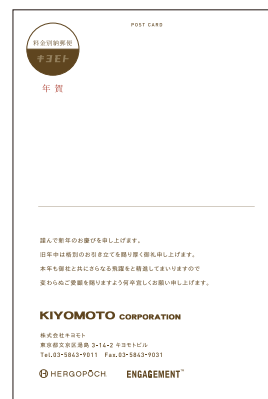 POST CARD
料金別納郵便
キヨモト
年賀
謹んで新年のお慶びを申し上げます。
旧年中は格別のお引き立てを賜り厚く御礼申し上げます。
本年も御社と共にさらなる飛躍をと精進してまいりますので
変わらぬご愛顧を賜りますよう何卒宜しくお願い申し上げます。
KIYOMOTO CORPORATION
株式会社キヨモト
東京都文京区湯島 3-14-2 キヨモトビル
Tel.03-5843-9011 Fax.03-5843-9031
HERGOPOCH. ENGAGEMENT™